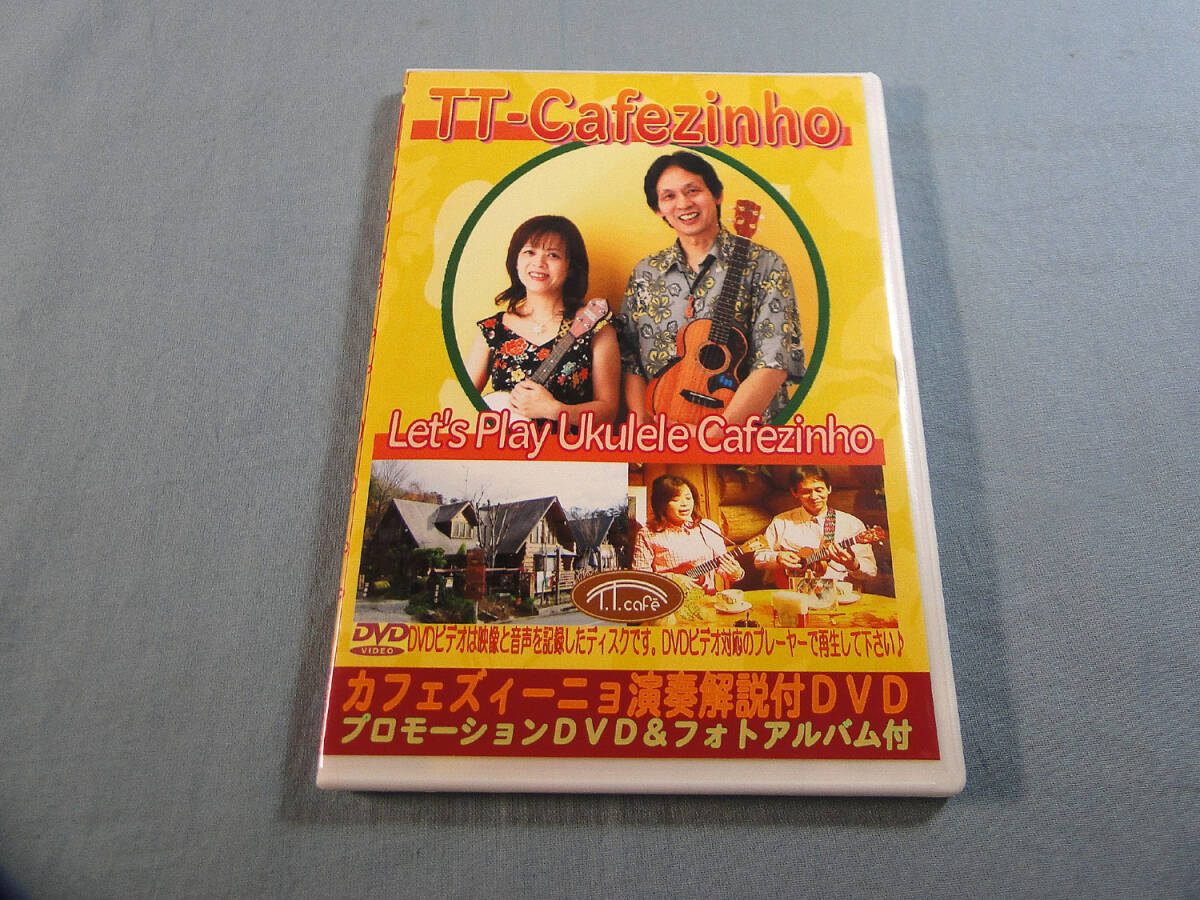 TT-Cafezinho
Let's Play Ukulele Cafezinho
T.T.cafē
DVD
VIDEO
DVDビデオは映像と音声を記録したディスクです。DVDビデオ対応のプレーヤーで再生して下さい♪
カフェズィーニョ演奏解説付DVD
プロモーションDVD&フォトアルバム付